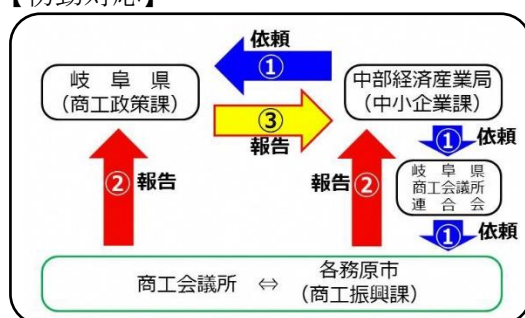 【初動対応】
依頼
①
岐阜県
(商工政策課)
中部経済産業局
(中小企業課)
③
報告
① 依頼
② 報告
報告 ②
岐阜県
商工会議所
連合会
① 依頼
商工会議所 ⇔ 各務原市
(商工振興課)